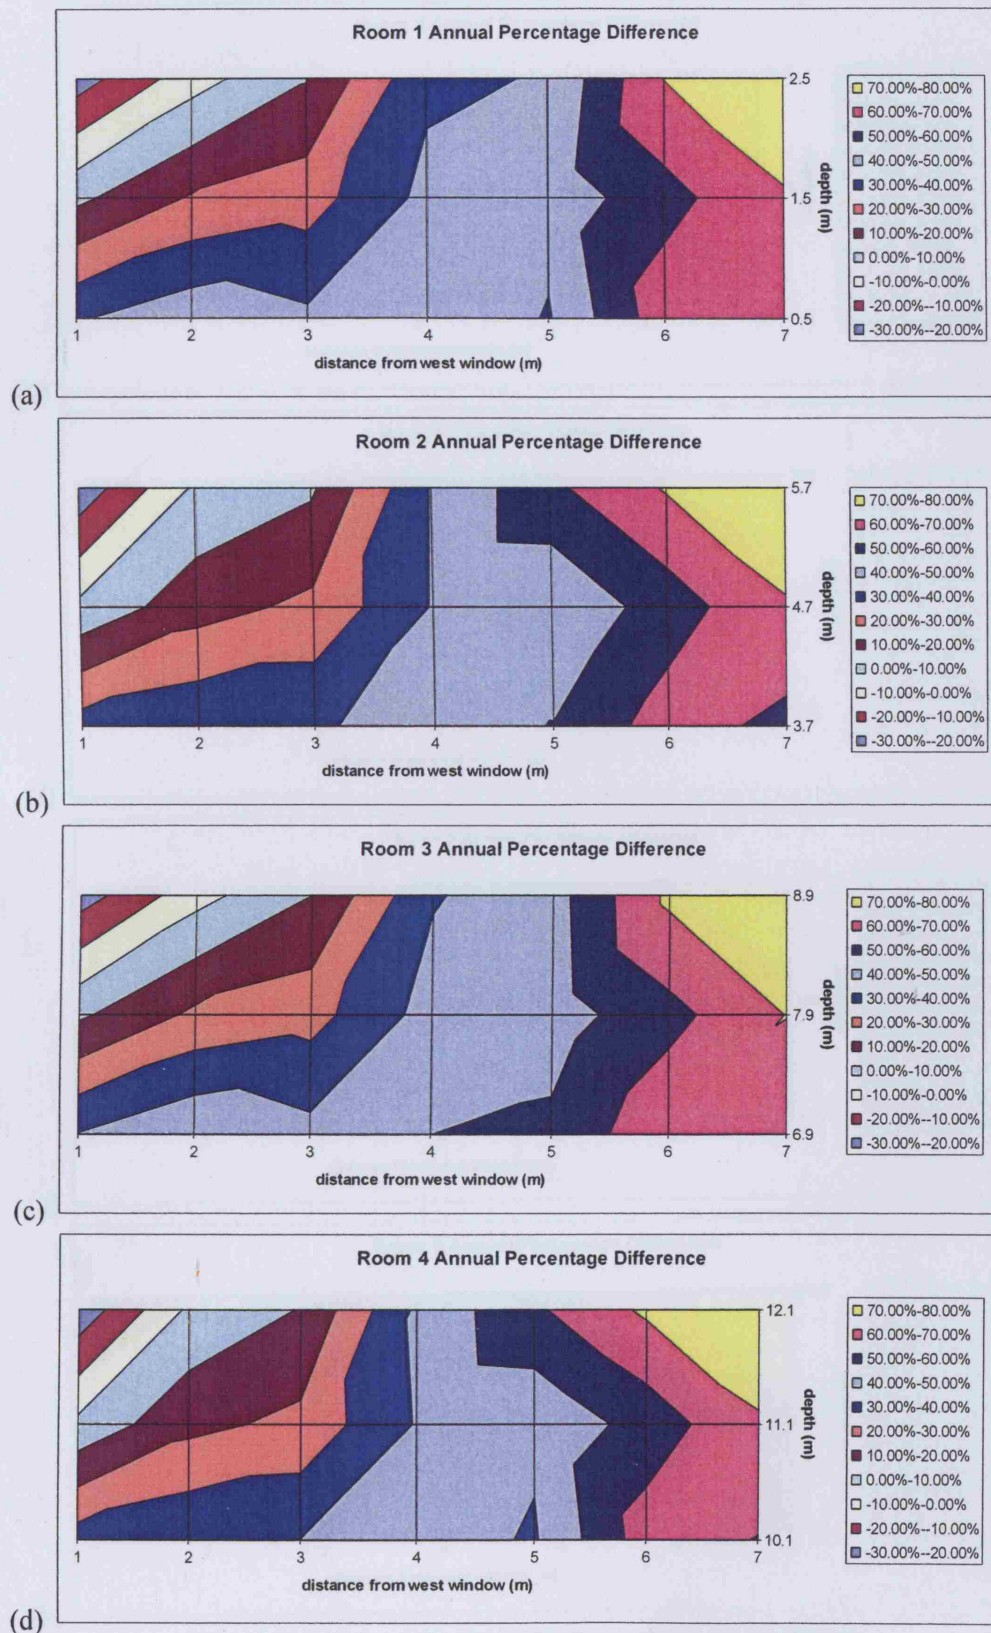 Room 1 Annual Percentage Difference
2.5
1.5
0.5
depth (m)
1 2 3 4 5 6 7
distance from west window (m)
70.00%-80.00%
60.00%-70.00%
50.00%-60.00%
40.00%-50.00%
30.00%-40.00%
20.00%-30.00%
10.00%-20.00%
0.00%-10.00%
-10.00%-0.00%
-20.00%--10.00%
-30.00%--20.00%
(a)
Room 2 Annual Percentage Difference
5.7
4.7
3.7
depth (m)
1 2 3 4 5 6 7
distance from west window (m)
70.00%-80.00%
60.00%-70.00%
50.00%-60.00%
40.00%-50.00%
30.00%-40.00%
20.00%-30.00%
10.00%-20.00%
0.00%-10.00%
-10.00%-0.00%
-20.00%--10.00%
-30.00%--20.00%
(b)
Room 3 Annual Percentage Difference
8.9
7.9
6.9
depth (m)
1 2 3 4 5 6 7
distance from west window (m)
70.00%-80.00%
60.00%-70.00%
50.00%-60.00%
40.00%-50.00%
30.00%-40.00%
20.00%-30.00%
10.00%-20.00%
0.00%-10.00%
-10.00%-0.00%
-20.00%--10.00%
-30.00%--20.00%
(c)
Room 4 Annual Percentage Difference
12.1
11.1
10.1
depth (m)
1 2 3 4 5 6 7
distance from west window (m)
70.00%-80.00%
60.00%-70.00%
50.00%-60.00%
40.00%-50.00%
30.00%-40.00%
20.00%-30.00%
10.00%-20.00%
0.00%-10.00%
-10.00%-0.00%
-20.00%--10.00%
-30.00%--20.00%
(d)